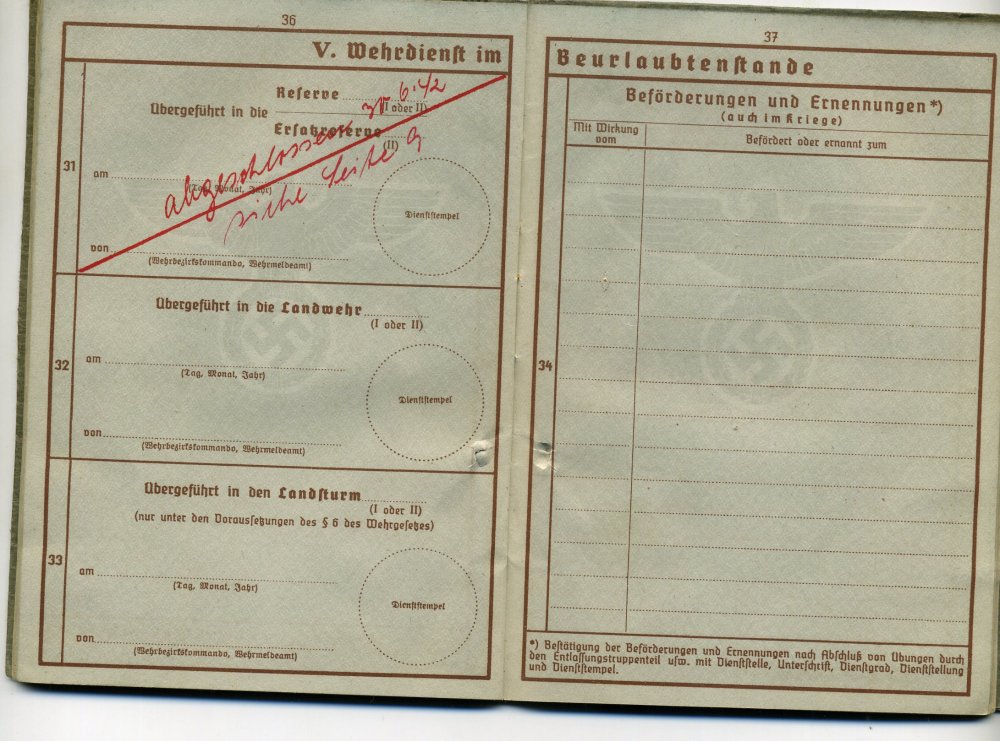 36
V. Wehrdienst im
31
Übergeführt in die
Reserve
(I oder II)
Ersatzreserve
(II)
abgeschlossen 6.42
siehe Seite 9
am
(Tag, Monat, Jahr)
Dienststempel
von
(Wehrbezirkskommando, Wehrmeldeamt)
32
Übergeführt in die Landwehr
(I oder II)
am
(Tag, Monat, Jahr)
Dienststempel
von
(Wehrbezirkskommando, Wehrmeldeamt)
33
Übergeführt in den Landsturm
(I oder II)
(nur unter den Voraussetzungen des § 6 des Wehrgesetzes)
am
(Tag, Monat, Jahr)
Dienststempel
von
(Wehrbezirkskommando, Wehrmeldeamt)
37
Beurlaubtenstande
34
Beförderungen und Ernennungen*)
(auch im Kriege)
Mit Wirkung
vom
Befördert oder ernannt zum
*) Bestätigung der Beförderungen und Ernennungen nach Abschluß von Übungen durch
den Entlassungstruppenteil usw. mit Dienststelle, Unterschrift, Dienstgrad, Dienststellung
und Dienststempel.